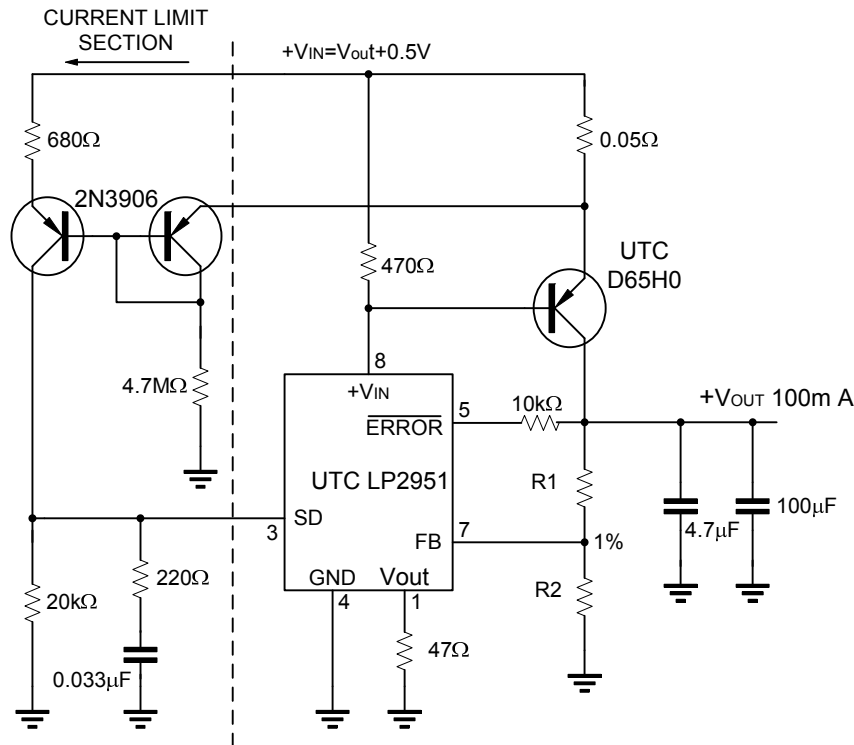 CURRENT LIMIT
SECTION
+VIN=Vout+0.5V
680Ω
0.05Ω
2N3906
470Ω
UTC
D65H0
8
4.7MΩ
+VIN
5
10kΩ
+VOUT 100m A
ERROR
UTC LP2951
R1
SD
3
FB
7
1%
4.7μF
100μF
220Ω
20kΩ
GND
Vout
R2
4
1
47Ω
0.033μF